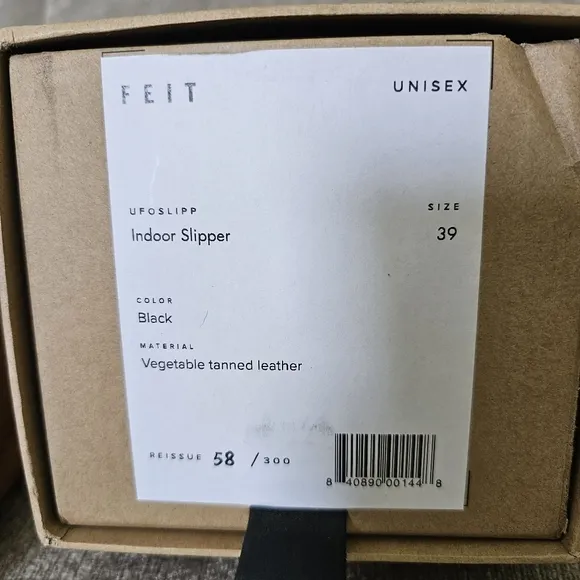 FEIT
UNISEX
UFOSLIPP
SIZE
Indoor Slipper
39
COLOR
Black
MATERIAL
Vegetable tanned leather
REISSUE 58 /300
8 40890 00144 8